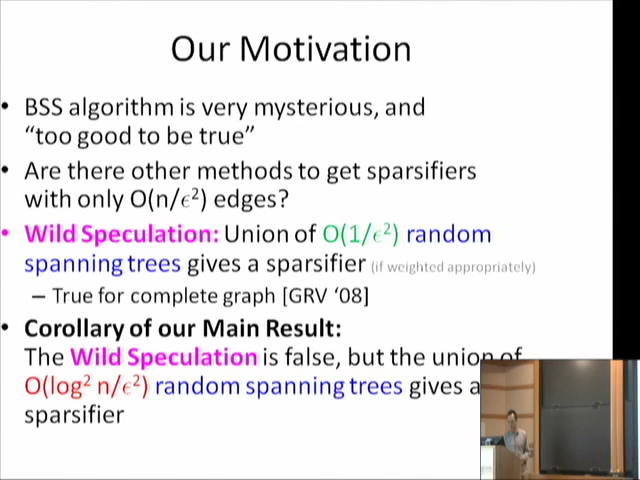 Our Motivation
• BSS algorithm is very mysterious, and
“too good to be true”
• Are there other methods to get sparsifiers
with only O(n/ϵ²) edges?
• Wild Speculation: Union of O(1/ϵ²) random
spanning trees gives a sparsifier (if weighted appropriately)
– True for complete graph [GRV ‘08]
• Corollary of our Main Result:
The Wild Speculation is false, but the union of
O(log² n/ϵ²) random spanning trees gives a
sparsifier